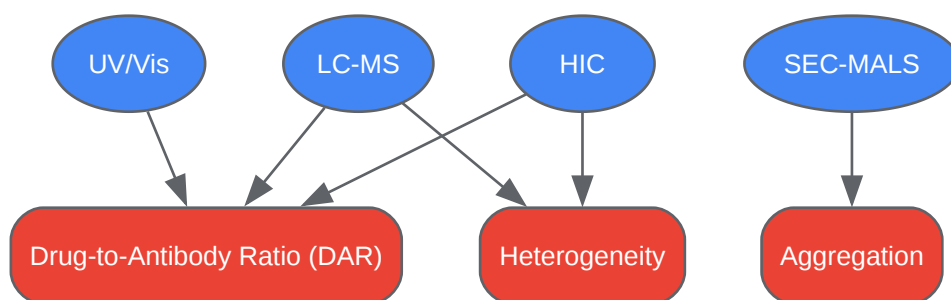 UV/Vis
LC-MS
HIC
SEC-MALS
Drug-to-Antibody Ratio (DAR)
Heterogeneity
Aggregation